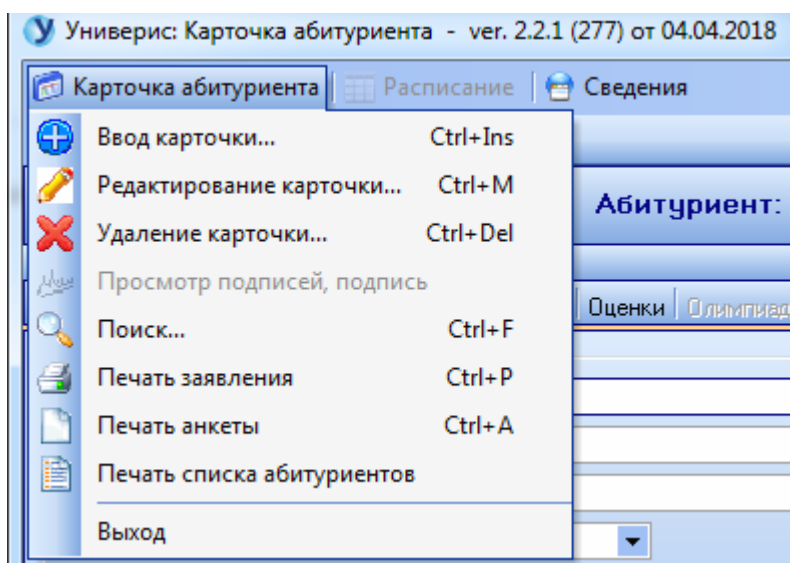 Универис: Карточка абитуриента - ver. 2.2.1 (277) от 04.04.2018
Карточка абитуриента Расписание Сведения
Ввод карточки... Ctrl+Ins
Редактирование карточки... Ctrl+M
Абитуриент:
Удаление карточки... Ctrl+Del
Просмотр подписей, подпись
Оценки Олимпиад
Поиск... Ctrl+F
Печать заявления Ctrl+P
Печать анкеты Ctrl+A
Печать списка абитуриентов
Выход